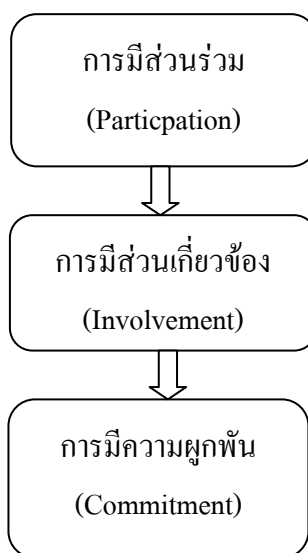 การมีส่วนร่วม
(Particpation)
การมีส่วนเกี่ยวข้อง
(Involvement)
การมีความผูกพัน
(Commitment)